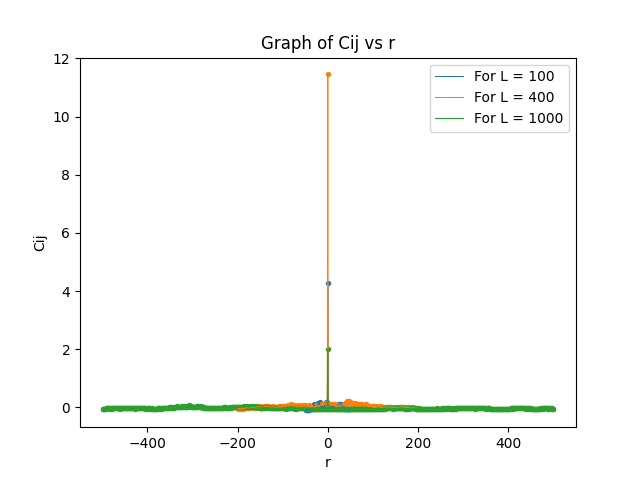 Graph of Cij vs r
For L = 100
For L = 400
For L = 1000
12
10
8
6
4
2
0
Cij
−400
−200
0
200
400
r